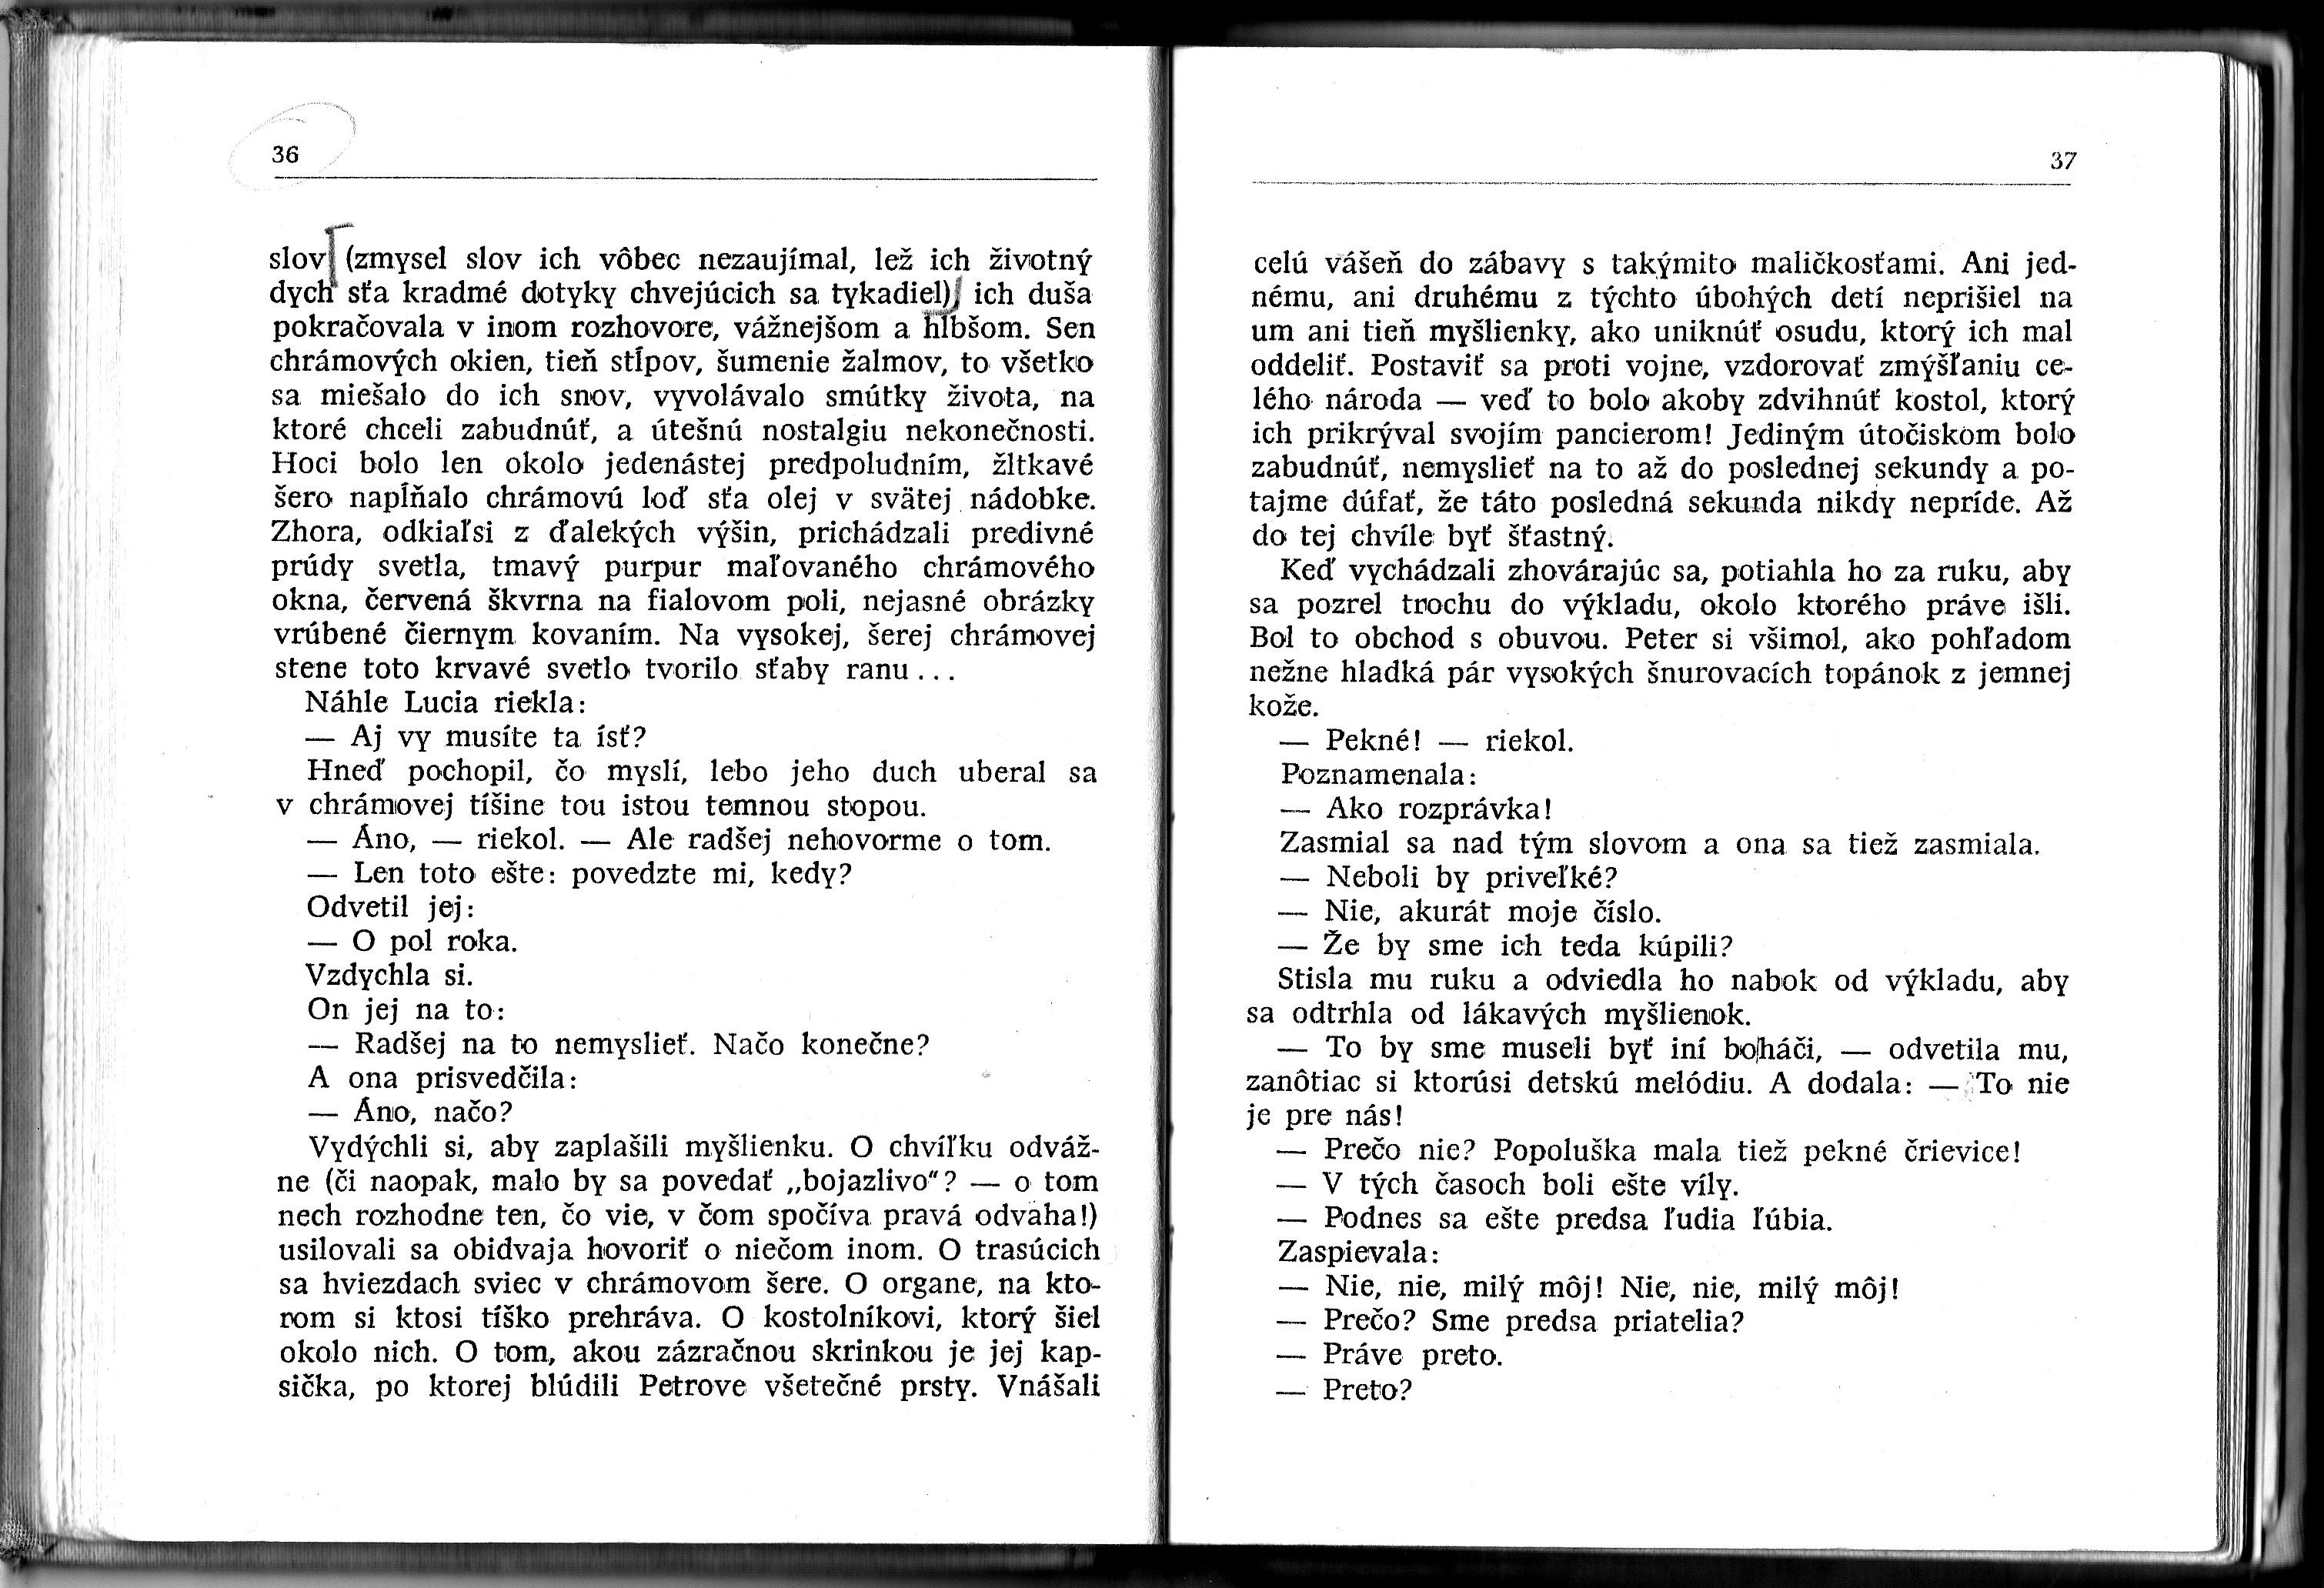 36
slov (zmysel slov ich vôbec nezaujímal, lež ich životný
dych sťa kradmé dotyky chvejúcich sa tykadiel), ich duša
pokračovala v inom rozhovore, vážnejšom a hlbšom. Sen
chrámových okien, tieň stĺpov, šumenie žalmov, to všetko
sa miešalo do ich snov, vyvolávalo smútky života, na
ktoré chceli zabudnúť, a útešnú nostalgiu nekonečnosti.
Hoci bolo len okolo jedenástej predpoludním, žltkavé
šero napĺňalo chrámovú loď sťa olej v svätej nádobke.
Zhora, odkiaľsi z ďalekých výšin, prichádzali predivné
prúdy svetla, tmavý purpur maľovaného chrámového
okna, červená škvrna na fialovom poli, nejasné obrázky
vrúbené čiernym kovaním. Na vysokej, šerej chrámovej
stene toto krvavé svetlo tvorilo sťaby ranu...
Náhle Lucia riekla:
— Aj vy musíte ta ísť?
Hneď pochopil, čo myslí, lebo jeho duch uberal sa
v chrámovej tíšine tou istou temnou stopou.
— Áno, — riekol. — Ale radšej nehovorme o tom.
— Len toto ešte: povedzte mi, kedy?
Odvetil jej:
— O pol roka.
Vzdychla si.
On jej na to:
— Radšej na to nemyslieť. Načo konečne?
A ona prisvedčila:
— Áno, načo?
Vydýchli si, aby zaplašili myšlienku. O chvíľku odváž-
ne (či naopak, malo by sa povedať „bojazlivo"? — o tom
nech rozhodne ten, čo vie, v čom spočíva pravá odvaha!)
usilovali sa obidvaja hovoriť o niečom inom. O trasúcich
sa hviezdach sviec v chrámovom šere. O organe, na kto-
rom si ktosi tíško prehráva. O kostolníkovi, ktorý šiel
okolo nich. O tom, akou zázračnou skrinkou je jej kap-
sička, po ktorej blúdili Petrove všetečné prsty. Vnášali
37
celú vášeň do zábavy s takýmito maličkosťami. Ani jed-
nému, ani druhému z týchto úbohých detí neprišiel na
um ani tieň myšlienky, ako uniknúť osudu, ktorý ich mal
oddeliť. Postaviť sa proti vojne, vzdorovať zmýšľaniu ce-
lého národa — veď to bolo akoby zdvihnúť kostol, ktorý
ich prikrýval svojím pancierom! Jediným útočiskom bolo
zabudnúť, nemyslieť na to až do poslednej sekundy a po-
tajme dúfať, že táto posledná sekunda nikdy nepríde. Až
do tej chvíle byť šťastný.
Keď vychádzali zhovárajúc sa, potiahla ho za ruku, aby
sa pozrel trochu do výkladu, okolo ktorého práve išli.
Bol to obchod s obuvou. Peter si všimol, ako pohľadom
nežne hladká pár vysokých šnurovacích topánok z jemnej
kože.
— Pekné! — riekol.
Poznamenala:
— Ako rozprávka!
Zasmial sa nad tým slovom a ona sa tiež zasmiala.
— Neboli by priveľké?
— Nie, akurát moje číslo.
— Že by sme ich teda kúpili?
Stisla mu ruku a odviedla ho nabok od výkladu, aby
sa odtrhla od lákavých myšlienok.
— To by sme museli byť iní boháči, — odvetila mu,
zanôtiac si ktorúsi detskú melódiu. A dodala: — To nie
je pre nás!
— Prečo nie? Popoluška mala tiež pekné črievice!
— V tých časoch boli ešte víly.
— Podnes sa ešte predsa ľudia ľúbia.
Zaspievala:
— Nie, nie, milý môj! Nie, nie, milý môj!
— Prečo? Sme predsa priatelia?
— Práve preto.
— Preto?